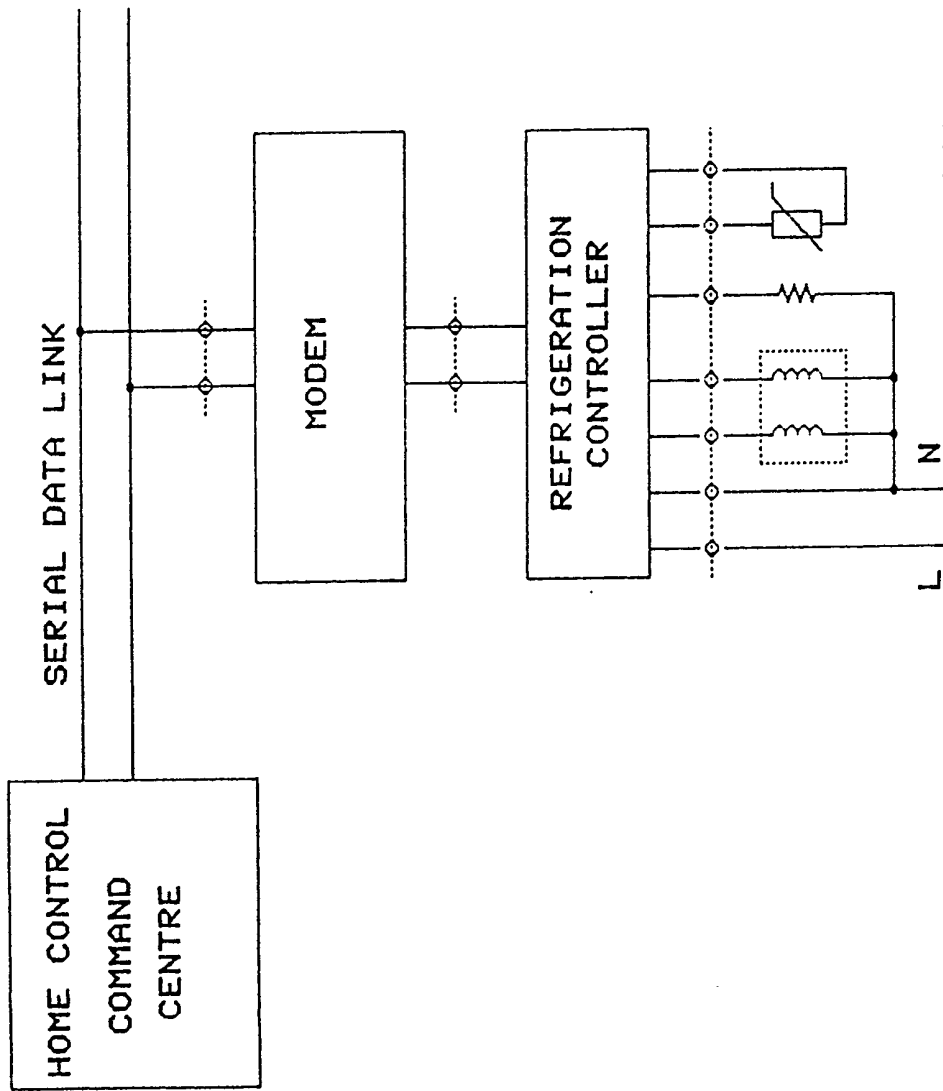 HOME CONTROL
COMMAND
CENTRE
SERIAL DATA LINK
MODEM
REFRIGERATION
CONTROLLER
L
N